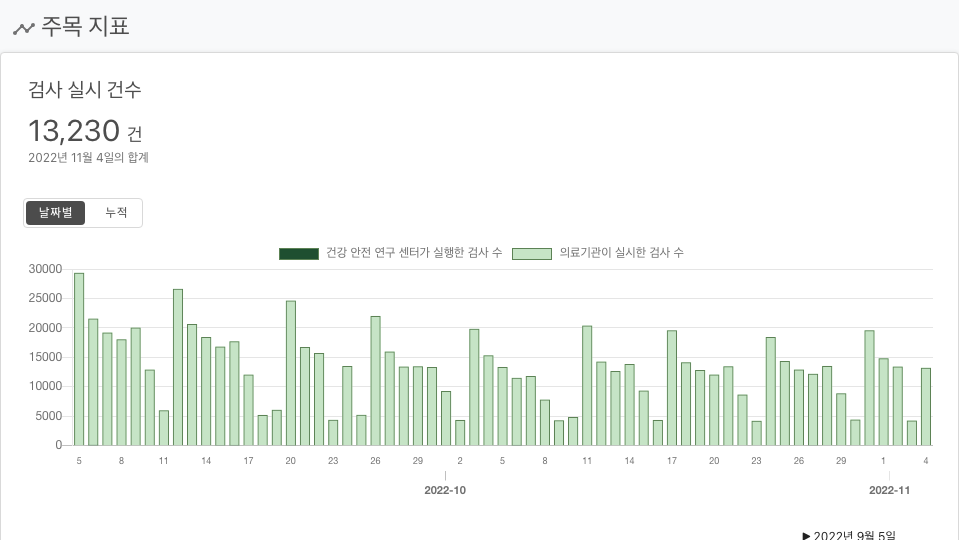 주목 지표
검사 실시 건수
13,230 건
2022년 11월 4일의 합계
날짜별 누적
건강 안전 연구 센터가 실행한 검사 수 의료기관이 실시한 검사 수
30000
25000
20000
15000
10000
5000
0
5 8 11 14 17 20 23 26 29 2 5 8 11 14 17 20 23 26 29 1 4
2022-10 2022-11
▶ 2022년 9월 5일